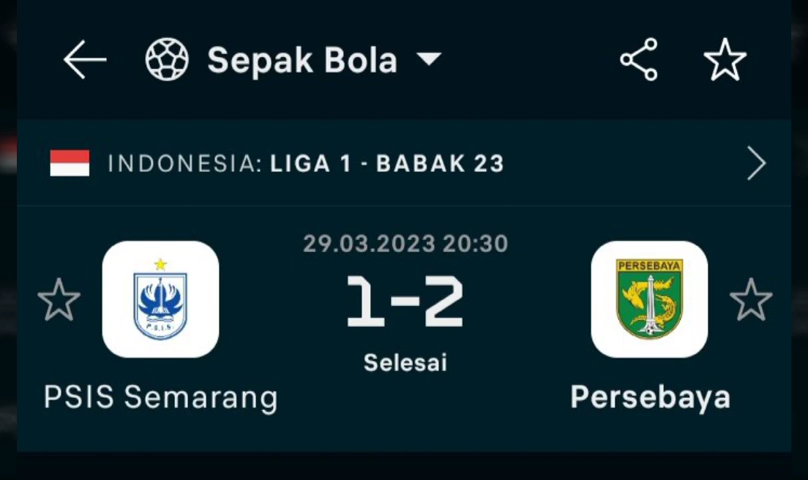 Sepak Bola
INDONESIA: LIGA 1 - BABAK 23
29.03.2023 20:30
1-2
Selesai
P.S.I.S.
PERSEBAYA
PSIS Semarang
Persebaya